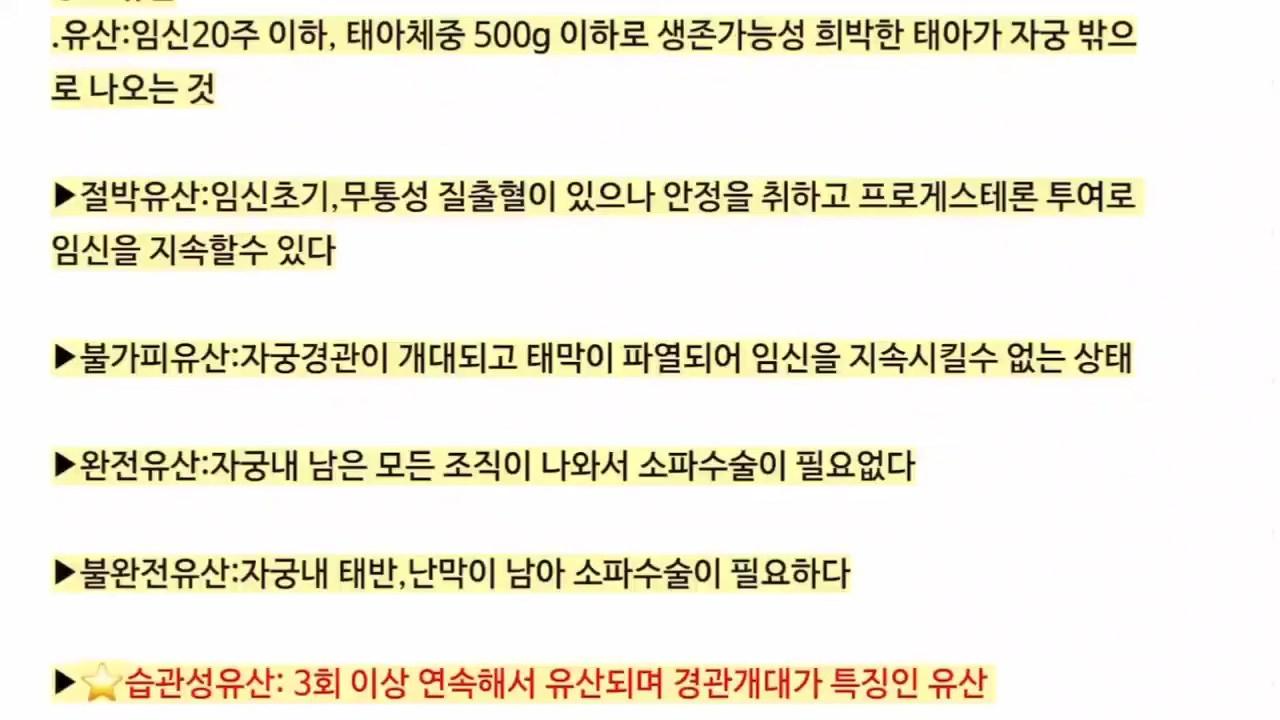 .유산:임신20주 이하, 태아체중 500g 이하로 생존가능성 희박한 태아가 자궁 밖으
로 나오는 것
▶절박유산:임신초기,무통성 질출혈이 있으나 안정을 취하고 프로게스테론 투여로
임신을 지속할수 있다
▶불가피유산:자궁경관이 개대되고 태막이 파열되어 임신을 지속시킬수 없는 상태
▶완전유산:자궁내 남은 모든 조직이 나와서 소파수술이 필요없다
▶불완전유산:자궁내 태반,난막이 남아 소파수술이 필요하다
▶⭐습관성유산: 3회 이상 연속해서 유산되며 경관개대가 특징인 유산